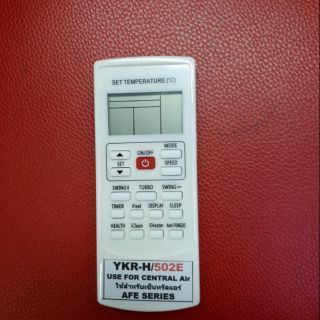 SET TEMPERATURE(°C)
ON/OFF
MODE
SET
SPEED
SWING
TURBO
SWING
TIMER
iFeel
DISPLAY
SLEEP
HEALTH
iClean
EHeater
Anti-FUNGUS
YKR-H/502E
USE FOR CENTRAL Air
ใช้สำหรับเซ็นทรัลแอร์
AFE SERIES